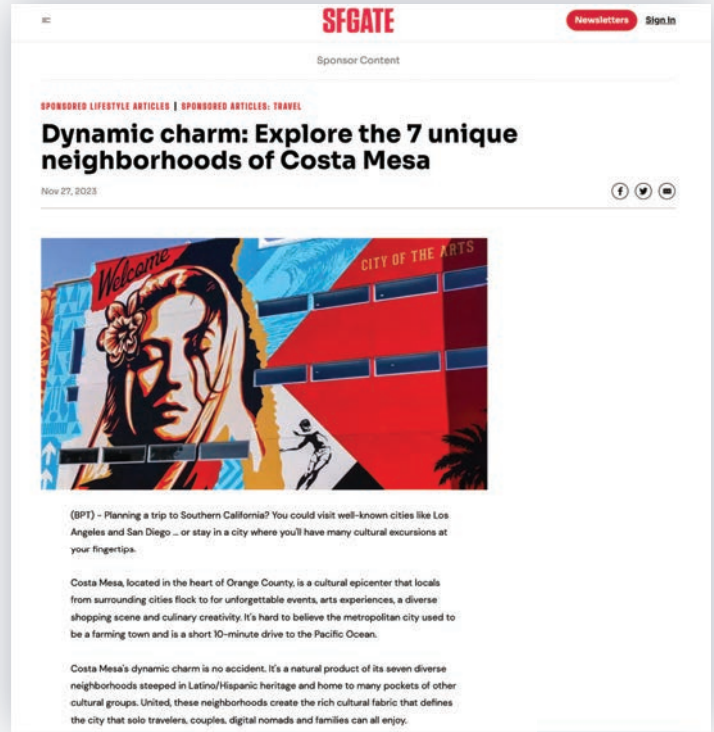 SFGATE
Newsletters
Sign In
Sponsor Content
SPONSORED LIFESTYLE ARTICLES | SPONSORED ARTICLES: TRAVEL
Dynamic charm: Explore the 7 unique
neighborhoods of Costa Mesa
Nov 27, 2023
Welcome
CITY OF THE ARTS
(BPT) - Planning a trip to Southern California? You could visit well-known cities like Los
Angeles and San Diego ... or stay in a city where you'll have many cultural excursions at
your fingertips.
Costa Mesa, located in the heart of Orange County, is a cultural epicenter that locals
from surrounding cities flock to for unforgettable events, arts experiences, a diverse
shopping scene and culinary creativity. It's hard to believe the metropolitan city used to
be a farming town and is a short 10-minute drive to the Pacific Ocean.
Costa Mesa's dynamic charm is no accident. It's a natural product of its seven diverse
neighborhoods steeped in Latino/Hispanic heritage and home to many pockets of other
cultural groups. United, these neighborhoods create the rich cultural fabric that defines
the city that solo travelers, couples, digital nomads and families can all enjoy.